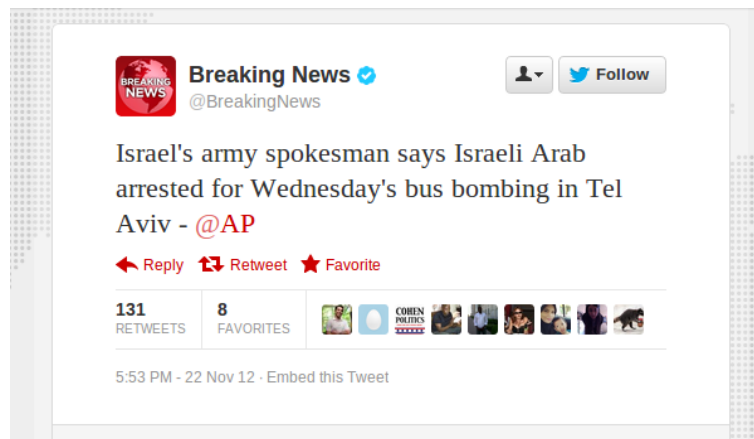 BREAKING
NEWS
Breaking News
@BreakingNews
Follow
Israel's army spokesman says Israeli Arab
arrested for Wednesday's bus bombing in Tel
Aviv - @AP
Reply Retweet Favorite
131
RETWEETS
8
FAVORITES
COHEN
POLITICS
5:53 PM - 22 Nov 12 · Embed this Tweet